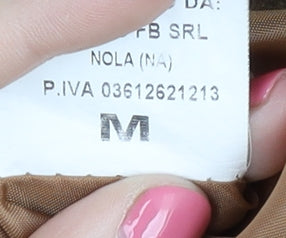 DA:
FB SRL
NOLA (NA)
P.IVA 03612621213
M